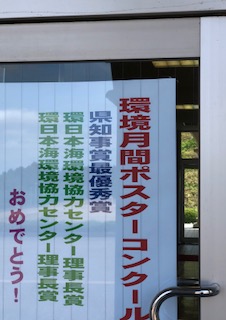 環境月間ポスターコンクール
県知事賞最優秀賞
環日本海環境協力センター理事長賞
環日本海環境協力センター理事長賞
おめでとう!